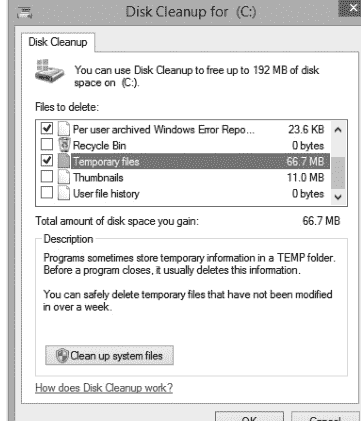 Disk Cleanup for (C:)
Disk Cleanup
You can use Disk Cleanup to free up to 192 MB of disk
space on (C:).
Files to delete:
Per user archived Windows Error Repo... 23.6 KB
Recycle Bin 0 bytes
Temporary files 66.7 MB
Thumbnails 11.0 MB
User file history 0 bytes
Total amount of disk space you gain: 66.7 MB
Description
Programs sometimes store temporary information in a TEMP folder.
Before a program closes, it usually deletes this information.
You can safely delete temporary files that have not been modified
in over a week.
Clean up system files
How does Disk Cleanup work?
OK Cancel